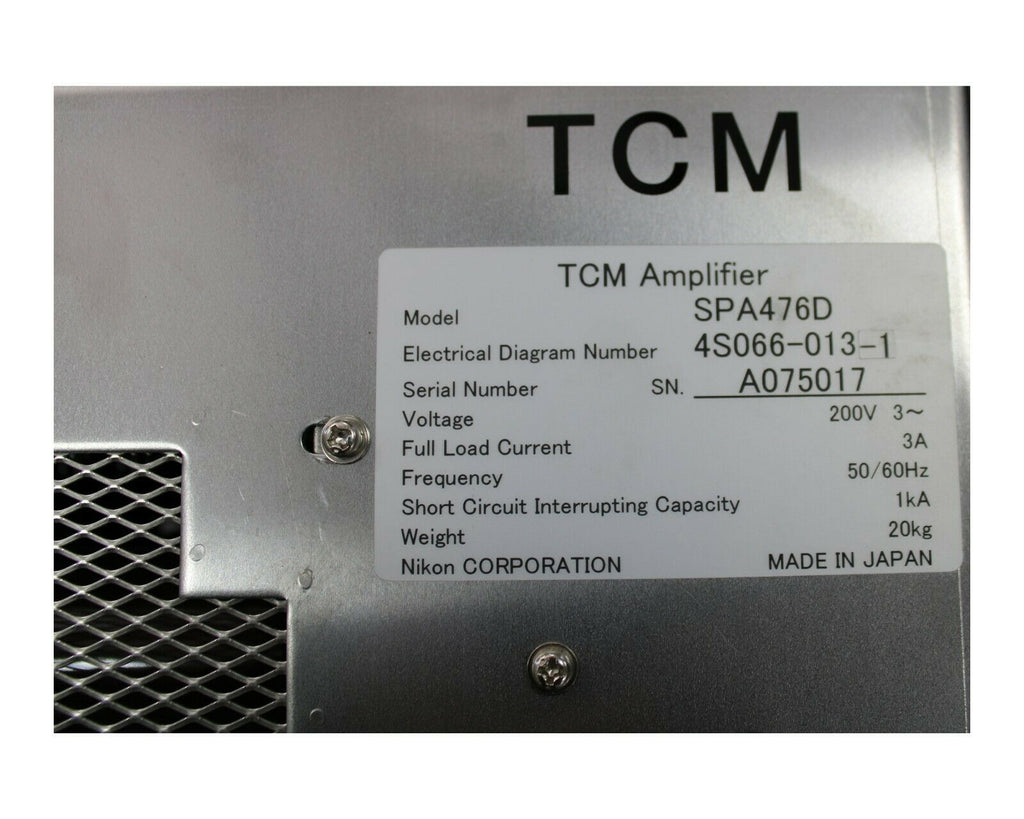 TCM
TCM Amplifier
Model SPA476D
Electrical Diagram Number 4S066-013-1
Serial Number SN. A075017
Voltage 200V 3~
Full Load Current 3A
Frequency 50/60Hz
Short Circuit Interrupting Capacity 1kA
Weight 20kg
Nikon CORPORATION MADE IN JAPAN